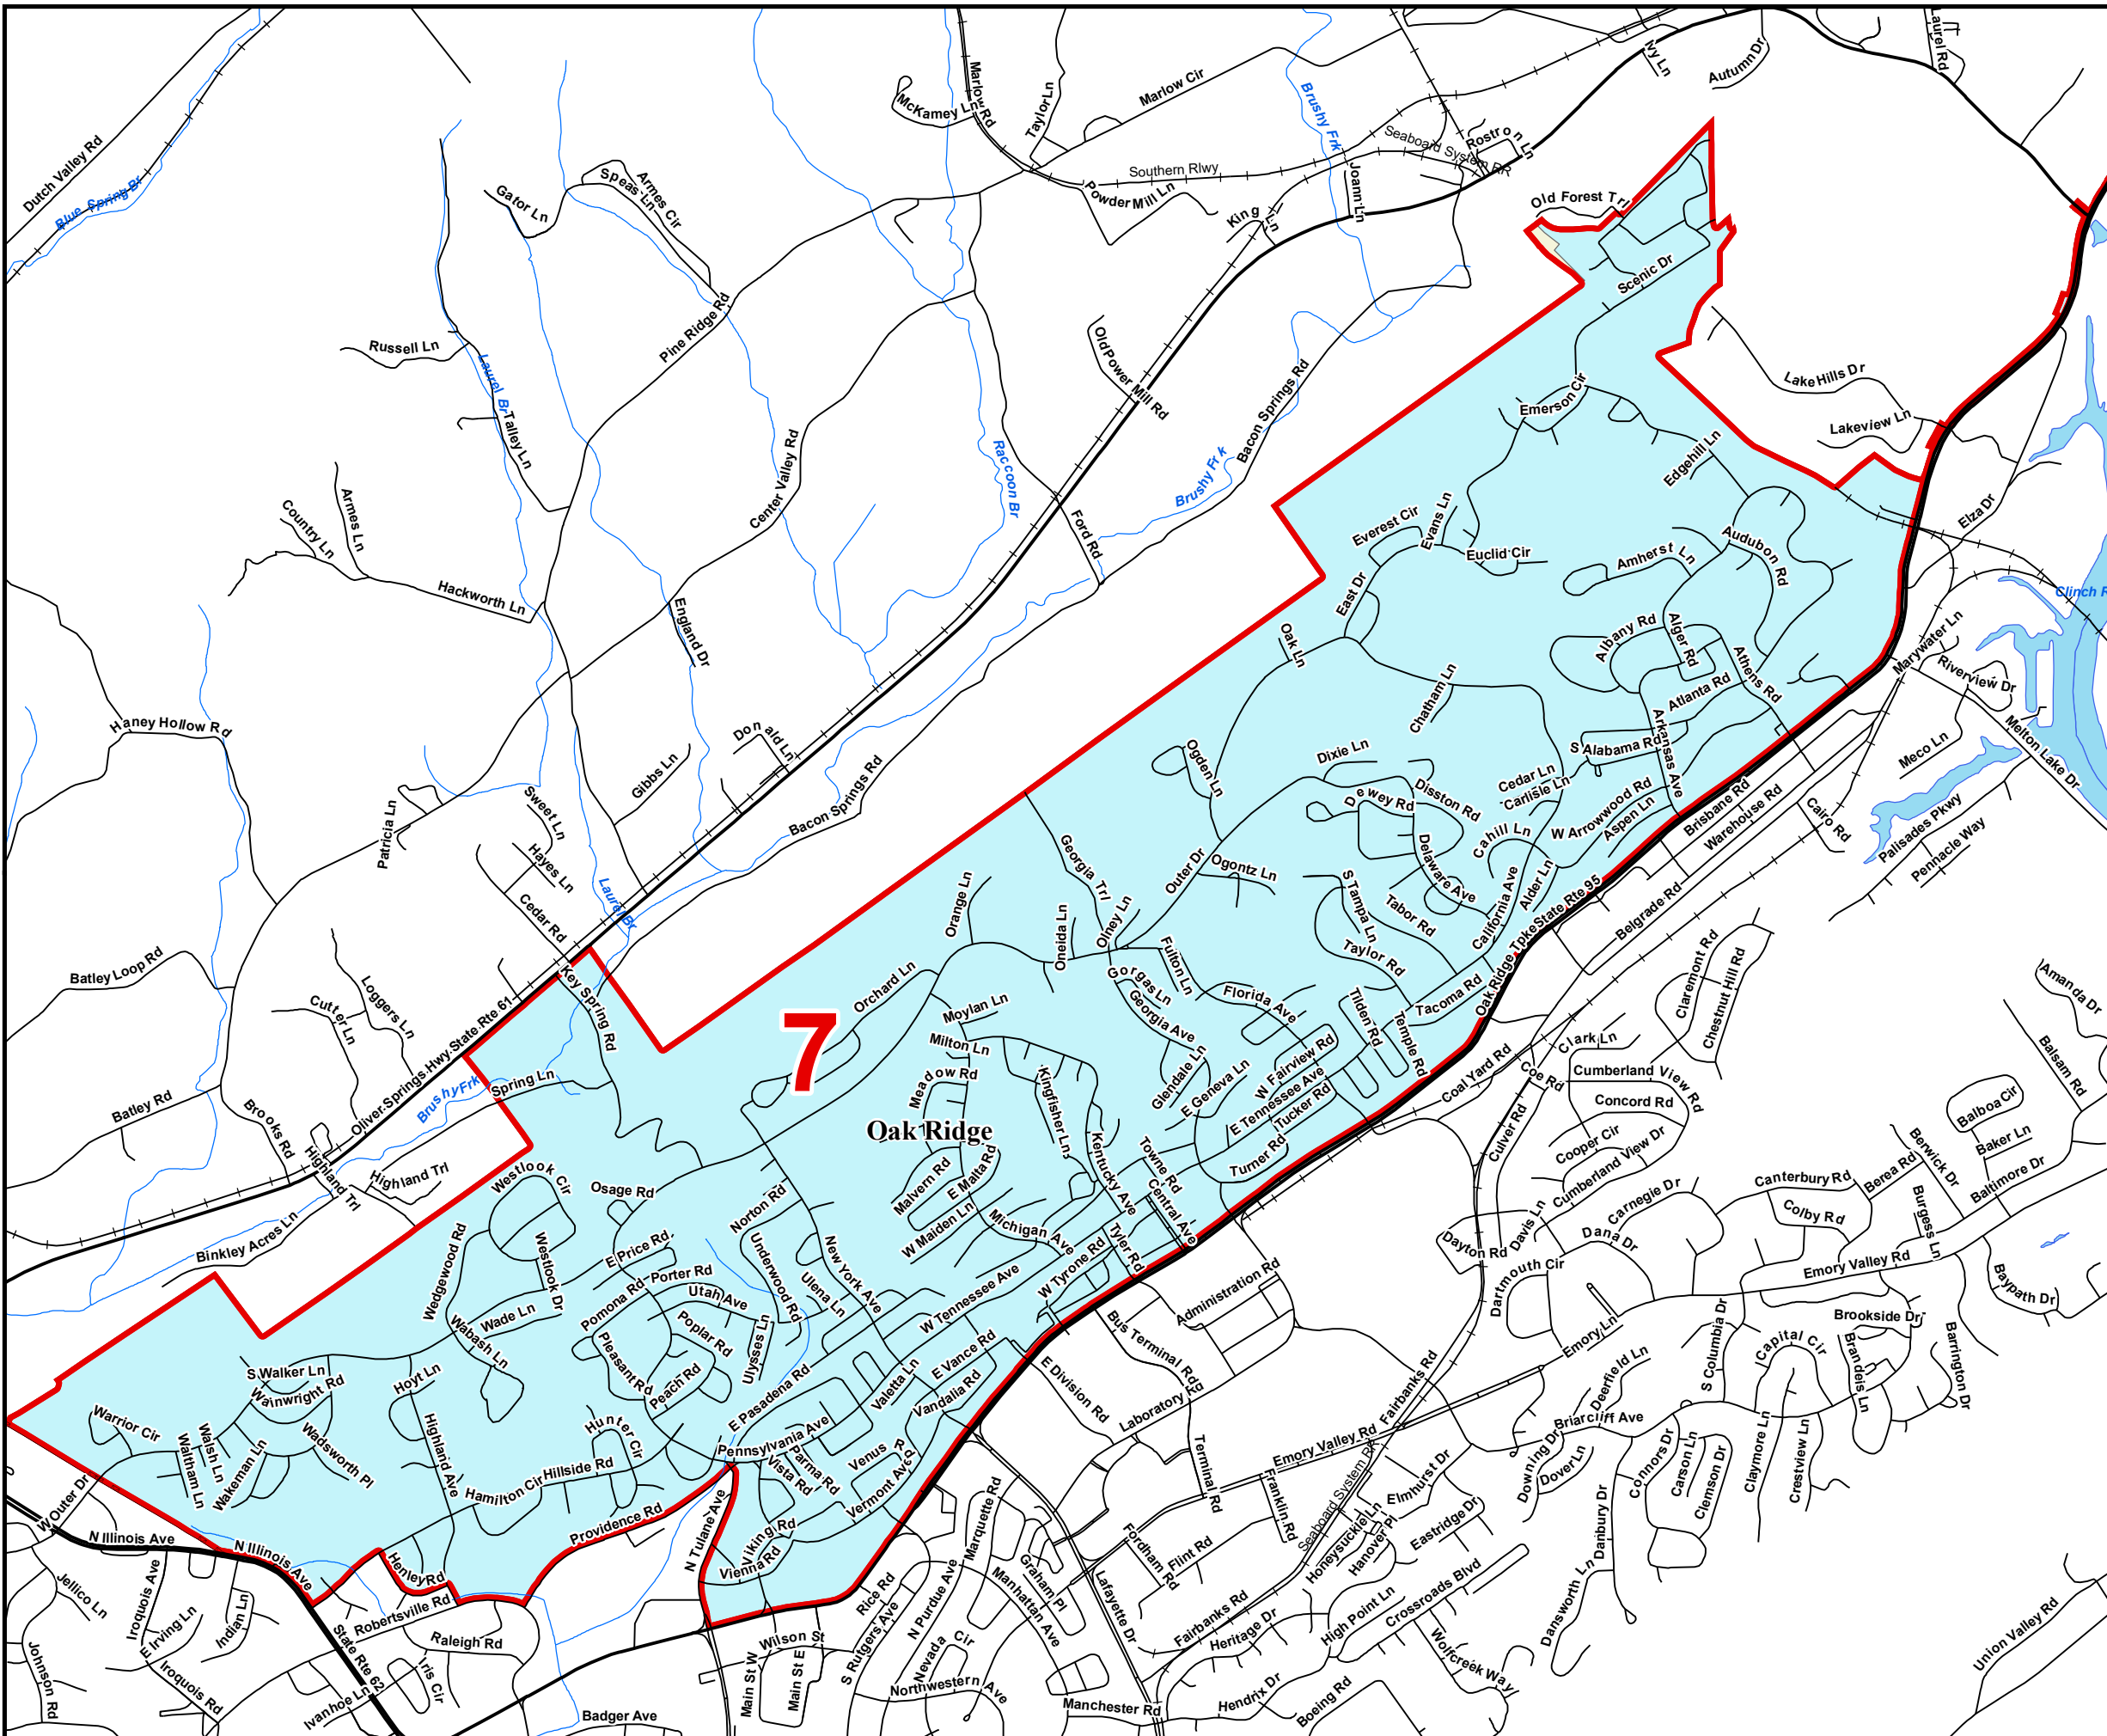 Dutch Valley Rd
Blue Spring Br
McKamey Ln
Marlow Rd
Taylor Ln
Marlow Cir
Brushy Frk
Ivy Ln
Autumn Dr
Laurel Rd
Seaboard System RR
Rostron Ln
Southern Rlwy
Powder Mill Ln
King Ln
Joann Ln
Old Forest Trl
Scenic Dr
Gator Ln
Speas Ln
Armes Cir
Pine Ridge Rd
Russell Ln
Laurel Br
Talley Ln
Old Power Mill Rd
Bacon Springs Rd
Lake Hills Dr
Lakeview Ln
Emerson Cir
Edgehill Ln
Center Valley Rd
Raccoon Br
Brushy Frk
Ford Rd
Armes Ln
Country Ln
Hackworth Ln
England Dr
Everest Cir
Evans Ln
Euclid Cir
East Dr
Amherst Ln
Audubon Rd
Elza Dr
Clinch R
Oak Ln
Albany Rd
Alger Rd
Athens Rd
Atlanta Rd
Arkansas Ave
S Alabama Rd
Chatham Ln
Marywater Ln
Riverview Dr
Melton Lake Dr
Meco Ln
Palisades Pkwy
Pennacle Way
Haney Hollow Rd
Donald Ln
Gibbs Ln
Bacon Springs Rd
Sweet Ln
Hayes Ln
Patricia Ln
Cedar Rd
Laurel Br
Ogden Ln
Dixie Ln
Dewey Rd
Disston Rd
Cedar Ln
Carlisle Ln
Cahill Ln
W Arrowwood Rd
Aspen Ln
Brisbane Rd
Warehouse Rd
Cairo Rd
Delaware Ave
Alder Ln
California Ave
Oak Ridge Tpke State Rte 95
Belgrade Rd
Georgia Trl
Outer Dr
Ogontz Ln
S Tampa Ln
Tabor Rd
Taylor Rd
Tacoma Rd
Orange Ln
Oneida Ln
Olney Ln
Fulton Ln
Gorgas Ln
Georgia Ave
Florida Ave
Tilden Rd
Temple Rd
Orchard Ln
Moylan Ln
Milton Ln
Meadow Rd
Kingfisher Ln
Glendale Ln
E Geneva Ln
W Fairview Rd
E Tennessee Ave
Tucker Rd
Turner Rd
7
Oak Ridge
Batley Loop Rd
Loggers Ln
Cutter Ln
Key Spring Rd
Oliver Springs Hwy State Rte 61
Brushy Frk
Spring Ln
Batley Rd
Brooks Rd
Highland Trl
Highland Trl
Binkley Acres Ln
Claremont Rd
Chestnut Hill Rd
Amanda Dr
Balsam Rd
Coal Yard Rd
Clark Ln
Coe Rd
Cumberland View Rd
Concord Rd
Culver Rd
Cooper Cir
Cumberland View Dr
Balboa Cir
Baker Ln
Berwick Dr
Berea Rd
Baltimore Dr
Burgess Ln
Canterbury Rd
Colby Rd
Carnegie Dr
Dana Dr
Davis Ln
Dayton Rd
Dartmouth Cir
Emory Valley Rd
Baypath Dr
Brookside Dr
Barrington Dr
Brandeis Ln
Capital Cir
S Columbia Dr
Emory Ln
Westlook Cir
Westlook Dr
Osage Rd
Wedgewood Rd
E Price Rd
Porter Rd
Pomona Rd
Utah Ave
Poplar Rd
Pleasant Rd
Peach Rd
Ulysses Ln
Norton Rd
Underwood Rd
Ulena Ln
New York Ave
Malvern Rd
E Malta Rd
W Maiden Ln
Michigan Ave
Kentucky Ave
Towne Rd
Central Ave
Tyler Rd
W Tyrone Rd
W Tennessee Ave
Wade Ln
Wabash Ln
S Walker Ln
Wainwright Rd
Hoyt Ln
Warrior Cir
Walsh Ln
Waltham Ln
Wakeman Ln
Wadsworth Pl
Highland Ave
Hunter Cir
Hamilton Cir
Hillside Rd
Providence Rd
E Pasadena Rd
Pennsylvania Ave
Valetta Ln
E Vance Rd
Vandalia Rd
Parma Rd
Vista Rd
Venus Rd
Vermont Ave
Viking Rd
Vienna Rd
N Tulane Ave
Administration Rd
Bus Terminal Rd
E Division Rd
Laboratory Rd
Terminal Rd
Fairbanks Rd
Emory Valley Rd
Briarcliff Ave
Deerfield Ln
Downing Dr
Dover Ln
Danbury Dr
Connors Dr
Carson Ln
Clemson Dr
Claymore Ln
Crestview Ln
Franklin Rd
Seaboard System RR
Elmhurst Dr
Eastridge Dr
Honeysuckle Ln
Hanover Pl
Crossroads Blvd
High Point Ln
Dansworth Ln
Wolfcreek Way
Union Valley Rd
W Outer Dr
N Illinois Ave
N Illinois Ave
Henley Rd
Robertsville Rd
Jellico Ln
Iroquois Ave
E Irving Ln
Indian Ln
Iroquois Rd
Johnson Rd
State Rte 62
Ivanhoe Ln
Iris Cir
Raleigh Rd
Badger Ave
Wilson St
Main St W
Main St E
Rice Rd
S Rutgers Ave
N Purdue Ave
Marquette Rd
Graham Pl
Manhattan Ave
Nevada Cir
Northwestern Ave
Manchester Rd
Lafayette Dr
Fordham Rd
Flint Rd
Fairbanks Rd
Heritage Dr
Hendrix Dr
Boeing Rd